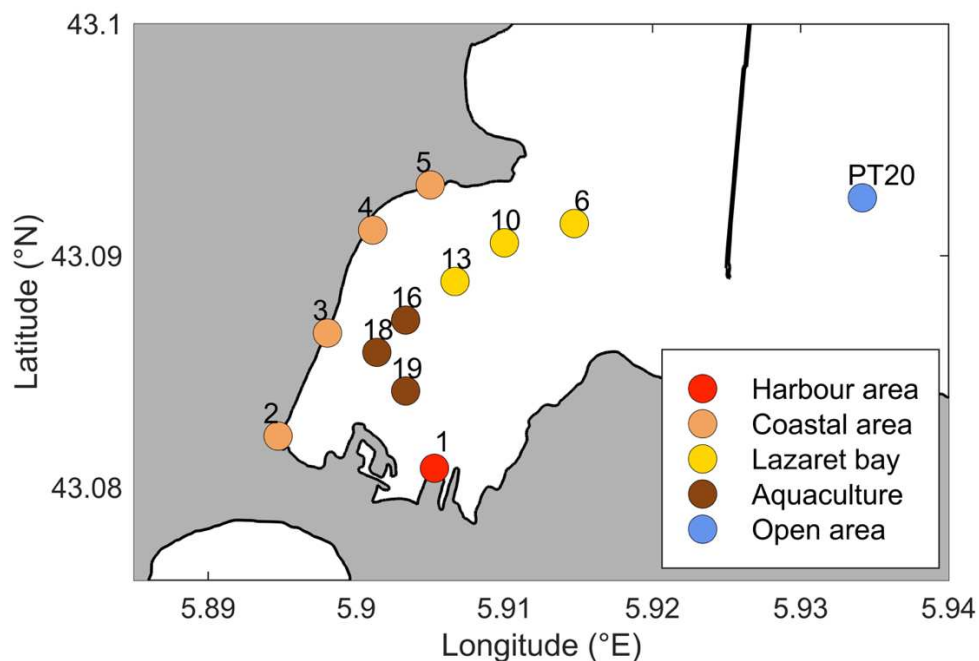 43.1
43.09
43.08
Latitude (°N)
5
4
6
10
13
16
3
18
19
2
1
PT20
Harbour area
Coastal area
Lazaret bay
Aquaculture
Open area
5.89
5.9
5.91
5.92
5.93
5.94
Longitude (°E)